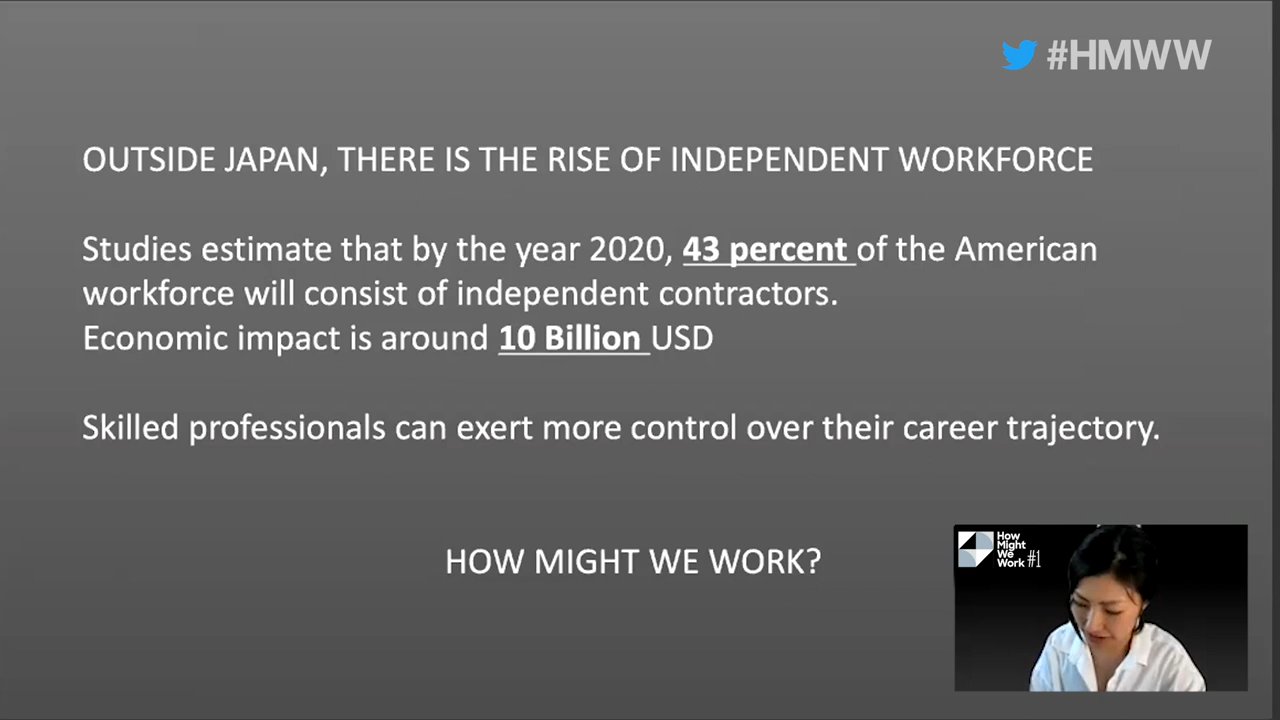 #HMWW
OUTSIDE JAPAN, THERE IS THE RISE OF INDEPENDENT WORKFORCE
Studies estimate that by the year 2020, 43 percent of the American
workforce will consist of independent contractors.
Economic impact is around 10 Billion USD
Skilled professionals can exert more control over their career trajectory.
HOW MIGHT WE WORK?
How
Might
We
Work #1